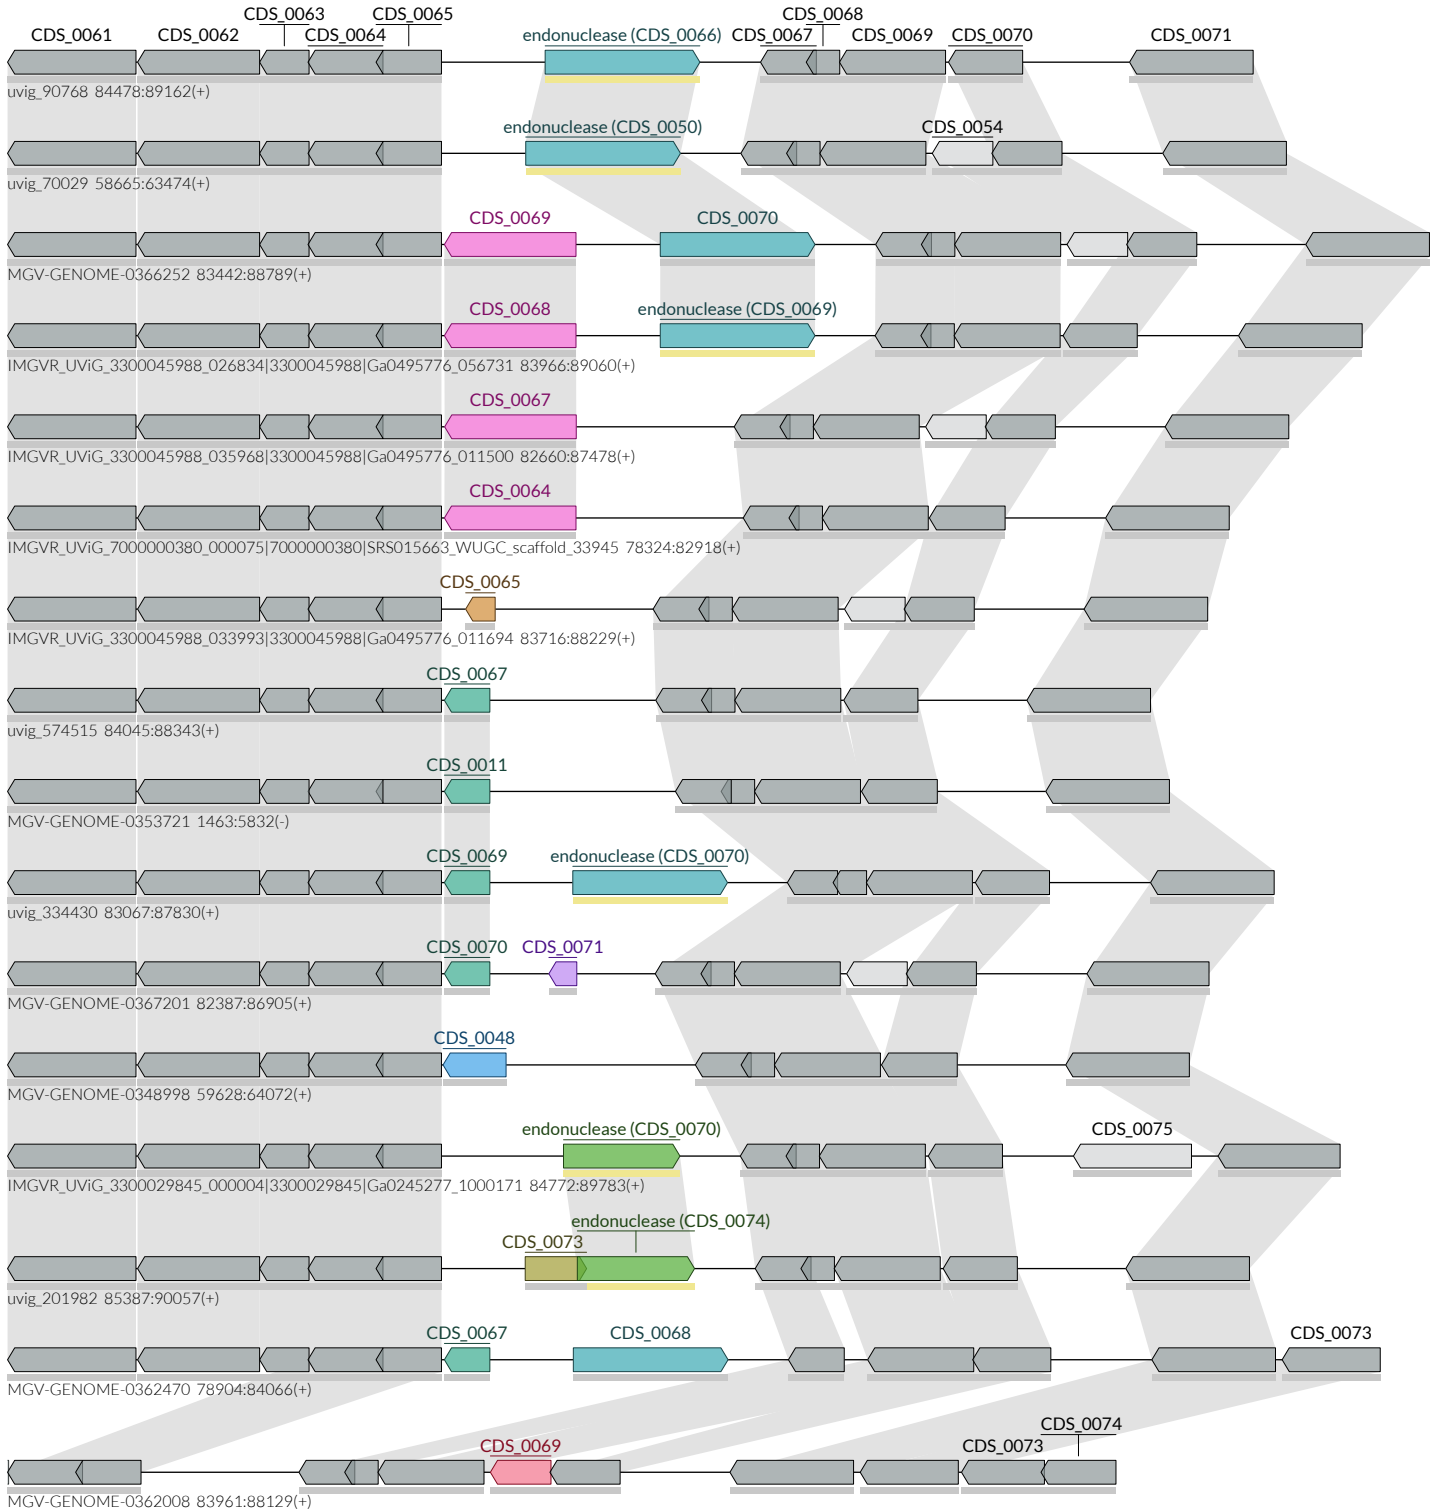 CDS_0063 CDS_0065 CDS_0068
CDS_0061 CDS_0062 CDS_0064 endonuclease (CDS_0066) CDS_0067 CDS_0069 CDS_0070 CDS_0071
uvig_90768 84478:89162(+)
endonuclease (CDS_0050) CDS_0054
uvig_70029 58665:63474(+)
CDS_0069 CDS_0070
MGV-GENOME-0366252 83442:88789(+)
CDS_0068 endonuclease (CDS_0069)
IMGVR_UViG_3300045988_026834|3300045988|Ga0495776_056731 83966:89060(+)
CDS_0067
IMGVR_UViG_3300045988_035968|3300045988|Ga0495776_011500 82660:87478(+)
CDS_0064
IMGVR_UViG_7000000380_000075|7000000380|SRS015663_WUGC_scaffold_33945 78324:82918(+)
CDS_0065
IMGVR_UViG_3300045988_033993|3300045988|Ga0495776_011694 83716:88229(+)
CDS_0067
uvig_574515 84045:88343(+)
CDS_0011
MGV-GENOME-0353721 1463:5832(-)
CDS_0069 endonuclease (CDS_0070)
uvig_334430 83067:87830(+)
CDS_0070 CDS_0071
MGV-GENOME-0367201 82387:86905(+)
CDS_0048
MGV-GENOME-0348998 59628:64072(+)
endonuclease (CDS_0070) CDS_0075
IMGVR_UViG_3300029845_000004|3300029845|Ga0245277_1000171 84772:89783(+)
endonuclease (CDS_0074)
CDS_0073
uvig_201982 85387:90057(+)
CDS_0067 CDS_0068 CDS_0073
MGV-GENOME-0362470 78904:84066(+)
CDS_0074
CDS_0069 CDS_0073
MGV-GENOME-0362008 83961:88129(+)